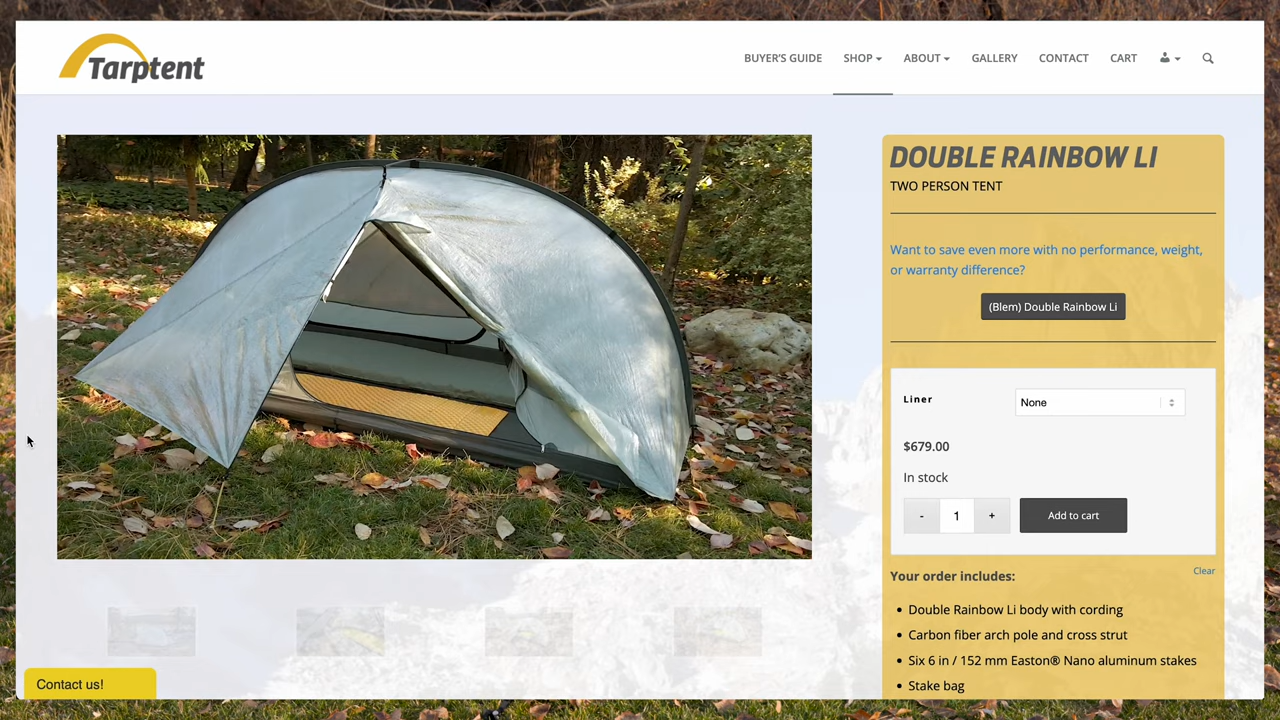 Tarptent
BUYER'S GUIDE SHOP ABOUT GALLERY CONTACT CART
DOUBLE RAINBOW LI
TWO PERSON TENT
Want to save even more with no performance, weight,
or warranty difference?
(Blem) Double Rainbow Li
Liner None
$679.00
In stock
- 1 + Add to cart
Clear
Your order includes:
• Double Rainbow Li body with cording
• Carbon fiber arch pole and cross strut
• Six 6 in / 152 mm Easton® Nano aluminum stakes
• Stake bag
Contact us!